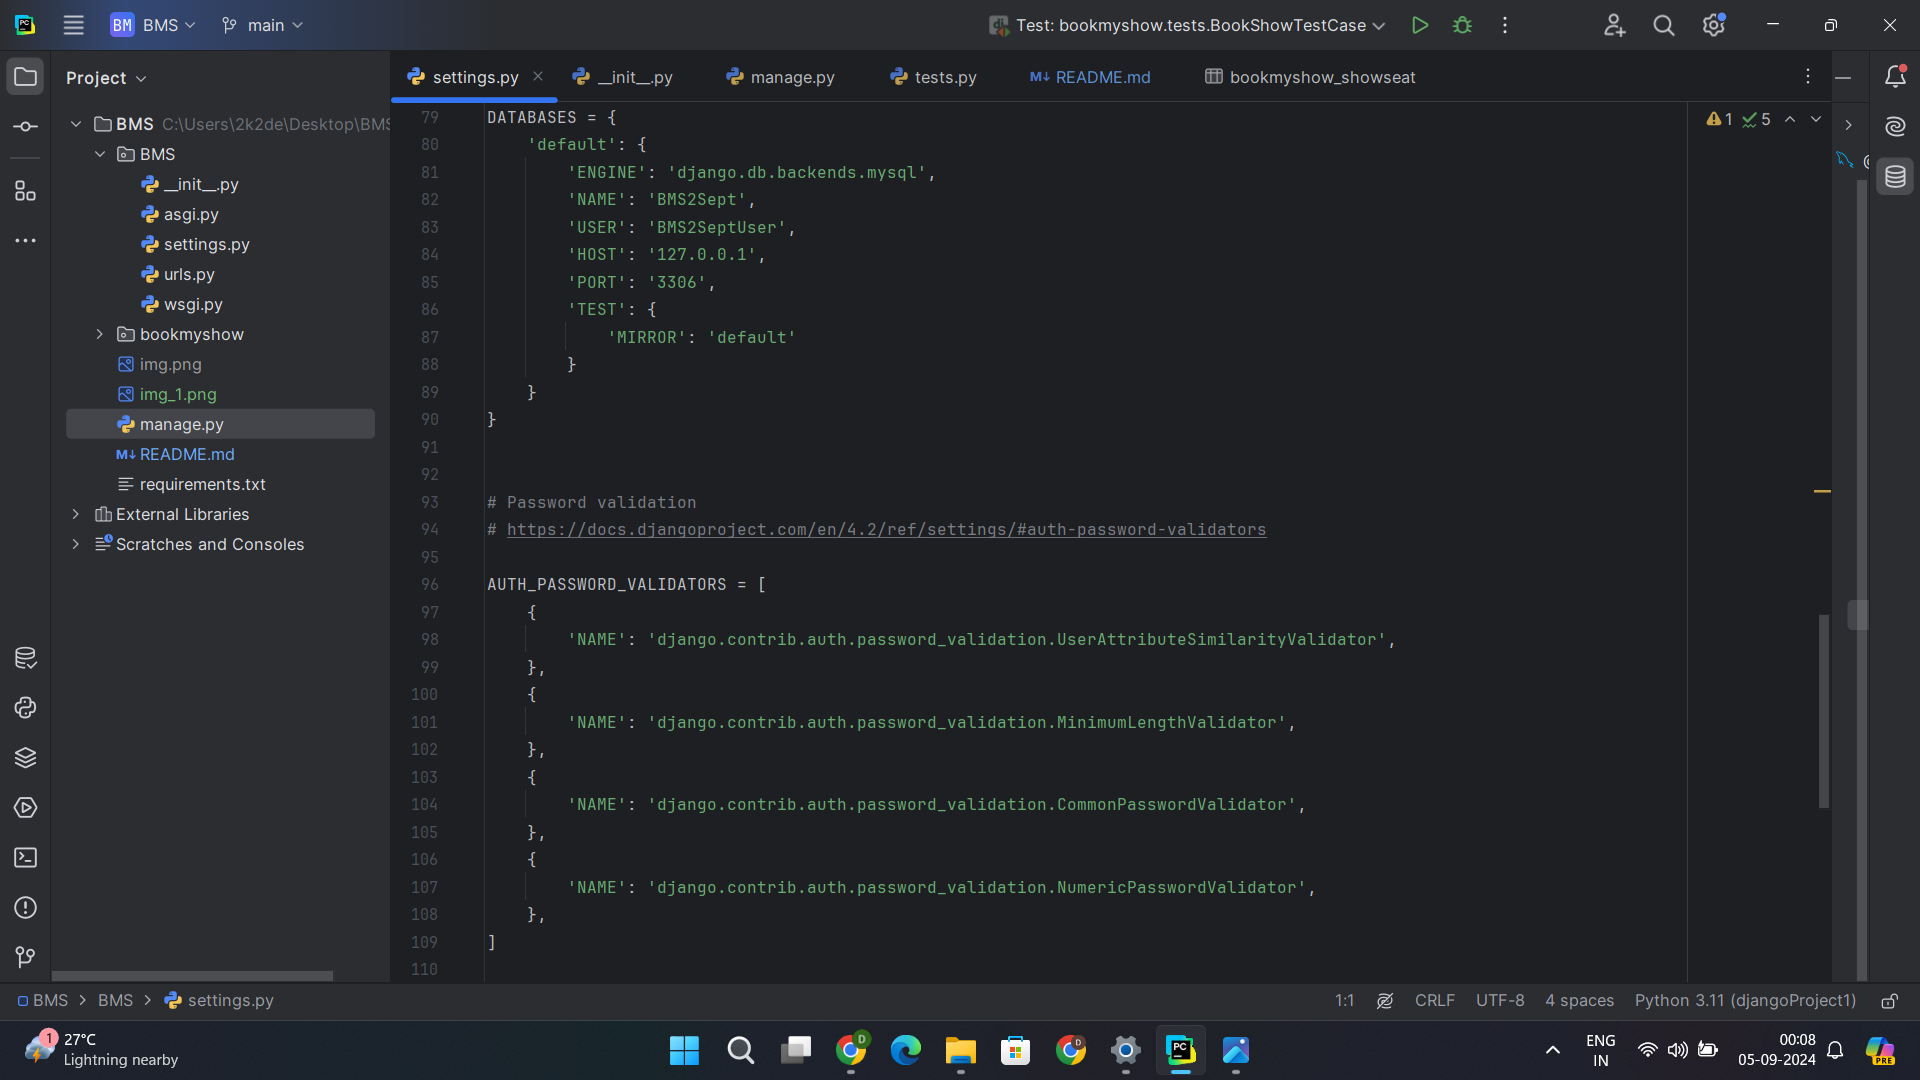 BM BMS main Test: bookmyshow.tests.BookShowTestCase
Project
settings.py __init__.py manage.py tests.py M↓ README.md bookmyshow_showseat
BMS C:\Users\2k2de\Desktop\BMS
BMS
__init__.py
asgi.py
settings.py
urls.py
wsgi.py
bookmyshow
img.png
img_1.png
manage.py
M↓ README.md
requirements.txt
External Libraries
Scratches and Consoles
1 5
79 DATABASES = {
80 'default': {
81 'ENGINE': 'django.db.backends.mysql',
82 'NAME': 'BMS2Sept',
83 'USER': 'BMS2SeptUser',
84 'HOST': '127.0.0.1',
85 'PORT': '3306',
86 'TEST': {
87 'MIRROR': 'default'
88 }
89 }
90 }
91
92
93 # Password validation
94 # https://docs.djangoproject.com/en/4.2/ref/settings/#auth-password-validators
95
96 AUTH_PASSWORD_VALIDATORS = [
97 {
98 'NAME': 'django.contrib.auth.password_validation.UserAttributeSimilarityValidator',
99 },
100 {
101 'NAME': 'django.contrib.auth.password_validation.MinimumLengthValidator',
102 },
103 {
104 'NAME': 'django.contrib.auth.password_validation.CommonPasswordValidator',
105 },
106 {
107 'NAME': 'django.contrib.auth.password_validation.NumericPasswordValidator',
108 },
109 ]
110
BMS > BMS > settings.py 1:1 CRLF UTF-8 4 spaces Python 3.11 (djangoProject1)
1 27°C
Lightning nearby
D
D
PC
ENG
IN
00:08
05-09-2024
PRE